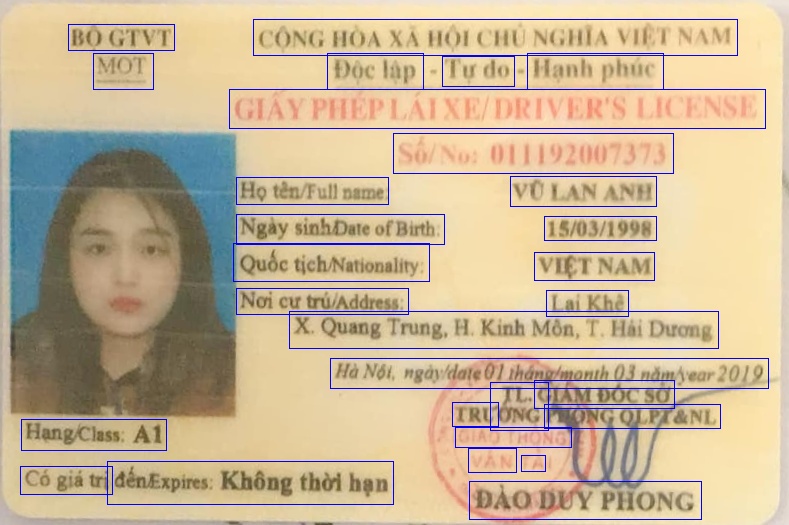 BỘ GTVT
MOT
CỘNG HÒA XÃ HỘI CHỦ NGHĨA VIỆT NAM
Độc lập - Tự do - Hạnh phúc
GIẤY PHÉP LÁI XE/DRIVER'S LICENSE
Số/No: 011192007373
Họ tên/Full name: VŨ LAN ANH
Ngày sinh/Date of Birth: 15/03/1998
Quốc tịch/Nationality: VIỆT NAM
Nơi cư trú/Address: Lai Khê
X. Quang Trung, H. Kinh Môn, T. Hải Dương
Hà Nội, ngày/date 01 tháng/month 03 năm/year 2019
TL. GIÁM ĐỐC SỞ
TRƯỞNG PHÒNG QLPT&NL
GIAO THÔNG
VẬN TẢI
Hạng/Class: A1
Có giá trị đến/Expires: Không thời hạn
ĐÀO DUY PHONG